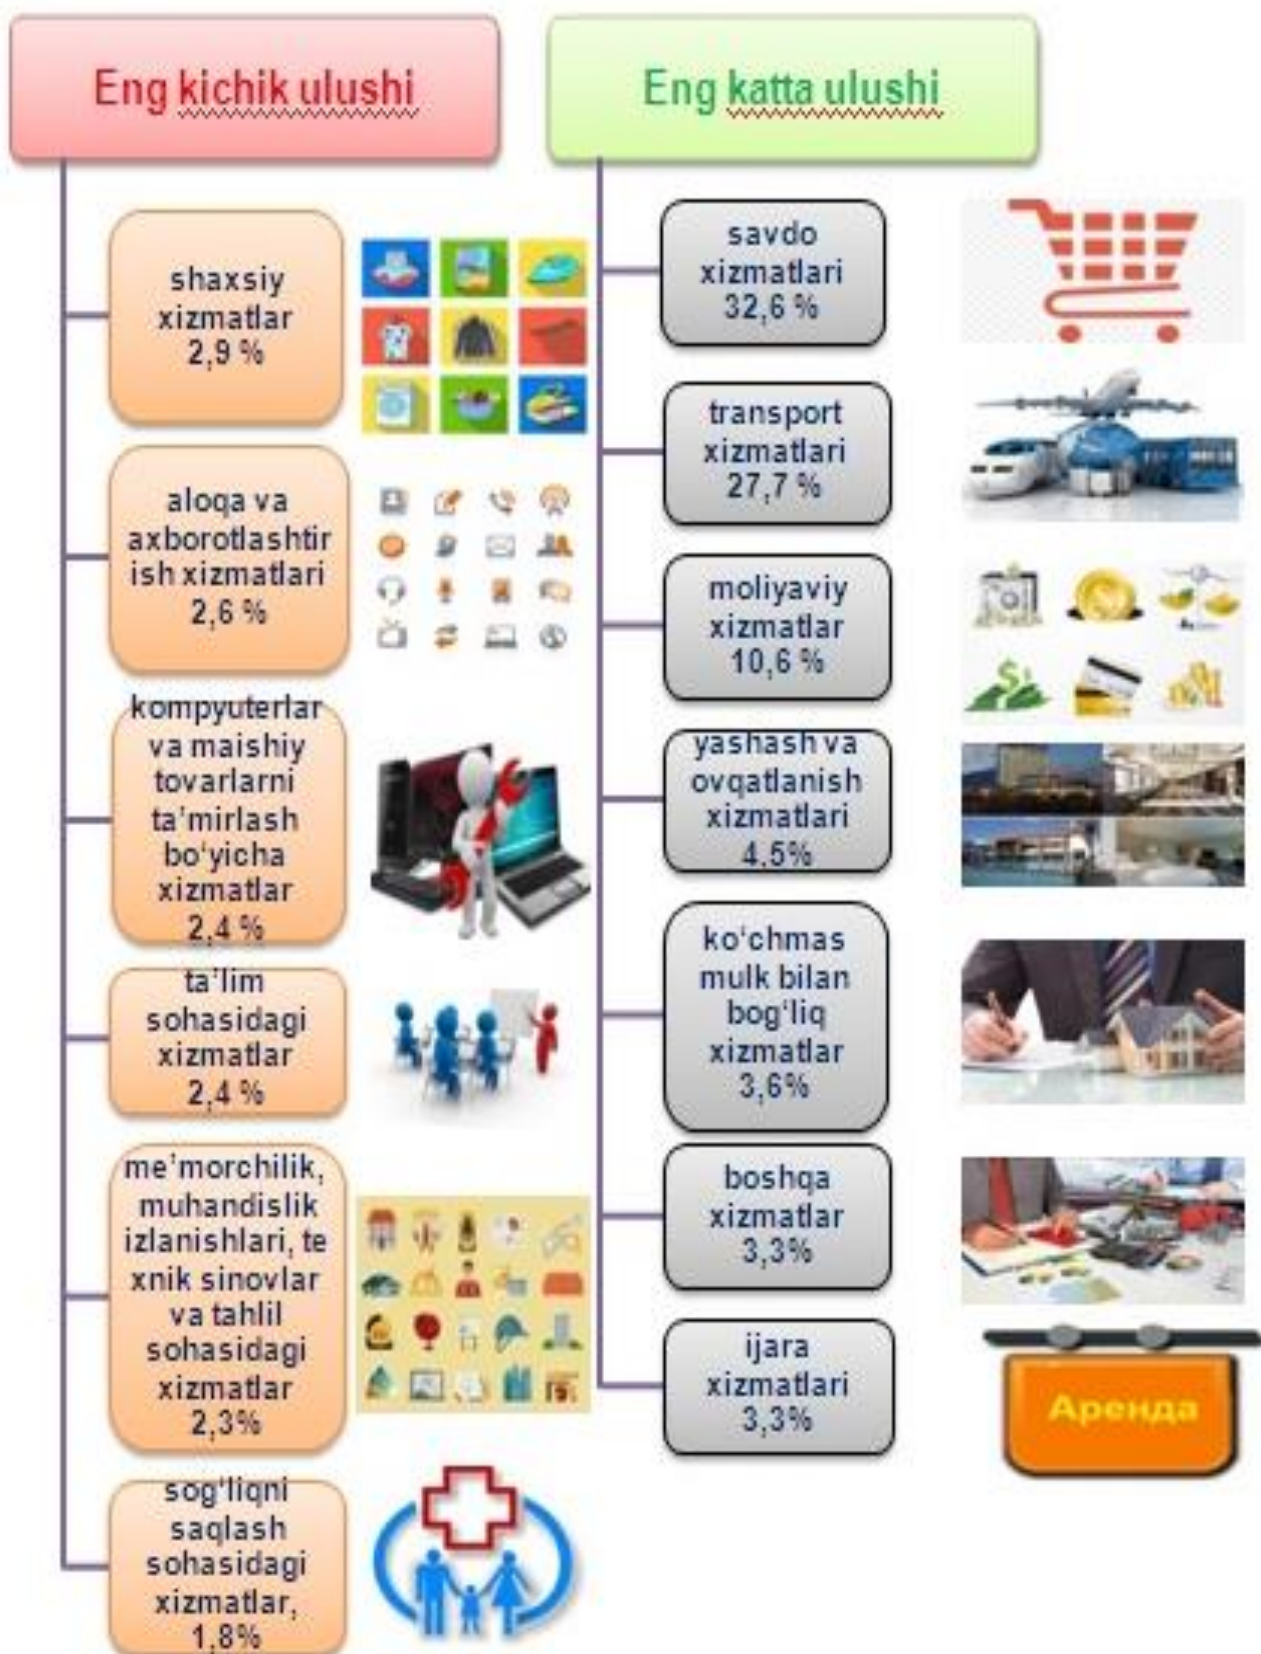 Eng kichik ulushi
shaxsiy
xizmatlar
2,9 %
aloqa va
axborotlashtir
ish xizmatlari
2,6 %
kompyuterlar
va maishiy
tovarlarni
ta'mirlash
bo‘yicha
xizmatlar
2,4 %
ta'lim
sohasidagi
xizmatlar
2,4 %
me'morchilik,
muhandislik
izlanishlari, te
xnik sinovlar
va tahlil
sohasidagi
xizmatlar
2,3%
sog‘liqni
saqlash
sohasidagi
xizmatlar,
1,8%
Eng katta ulushi
savdo
xizmatlari
32,6 %
transport
xizmatlari
27,7 %
moliyaviy
xizmatlar
10,6 %
yashash va
ovqatlanish
xizmatlari
4,5%
ko‘chmas
mulk bilan
bog‘liq
xizmatlar
3,6%
boshqa
xizmatlar
3,3%
ijara
xizmatlari
3,3%
Аренда